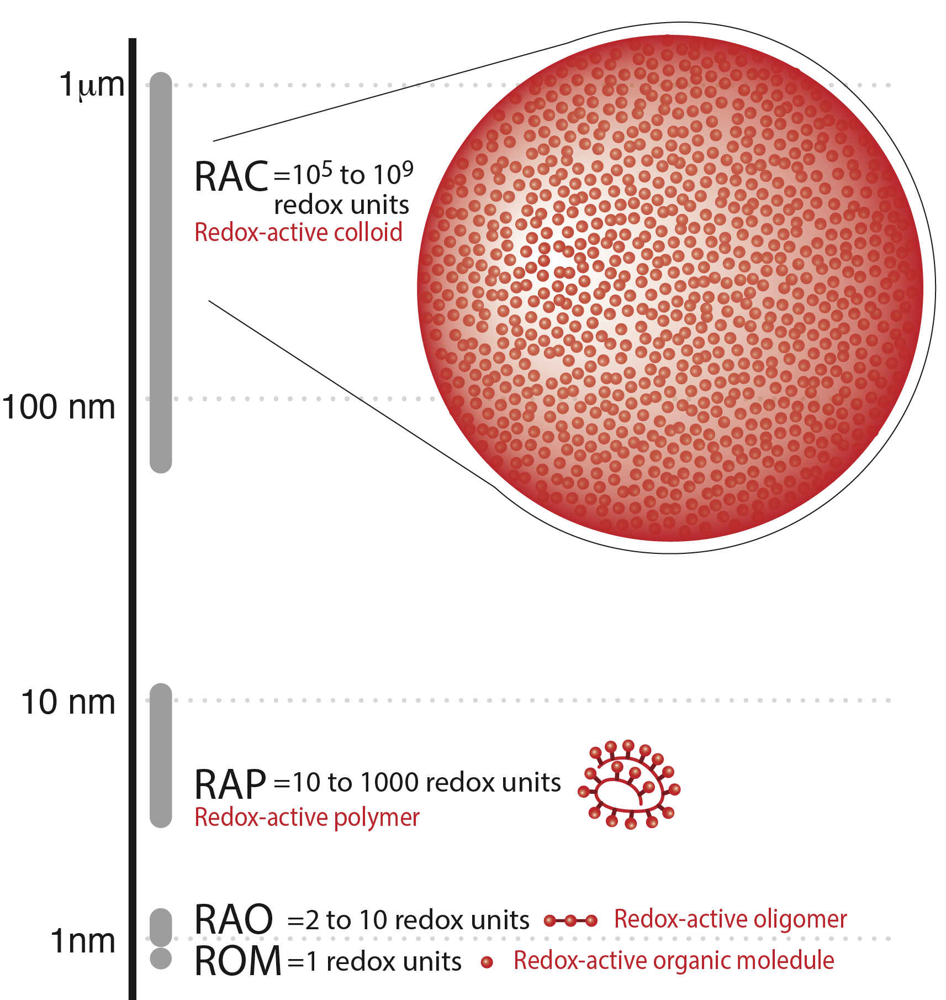 1µm
RAC =10⁵ to 10⁹
redox units
Redox-active colloid
100 nm
10 nm
RAP =10 to 1000 redox units
Redox-active polymer
RAO =2 to 10 redox units Redox-active oligomer
1nm
ROM =1 redox units Redox-active organic moledule